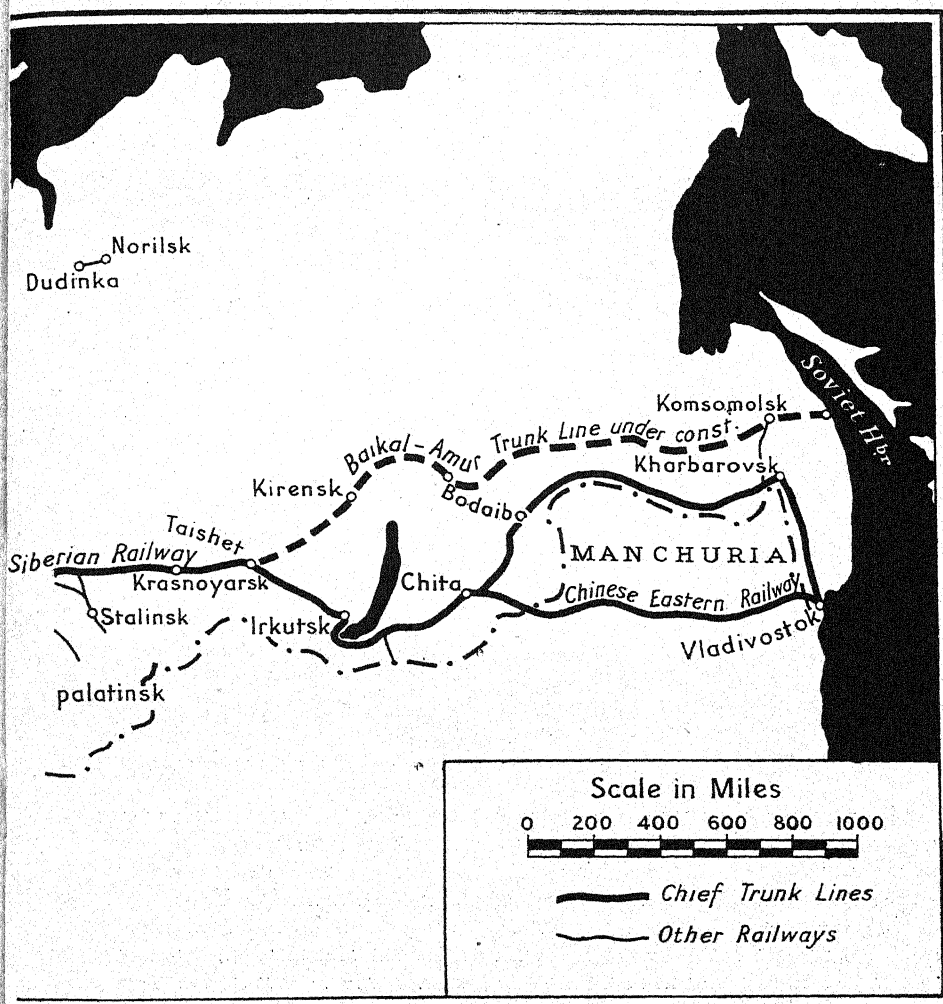 Norilsk
Dudinka
Soviet Hbr
Komsomolsk
Baikal-Amur Trunk Line under const.
Kharbarovsk
Kirensk
Bodaibo
Taishet
Siberian Railway
Krasnoyarsk
MANCHURIA
Chita
Chinese Eastern Railway
Stalinsk
Irkutsk
Vladivostok
palatinsk
Scale in Miles
0 200 400 600 800 1000
Chief Trunk Lines
Other Railways